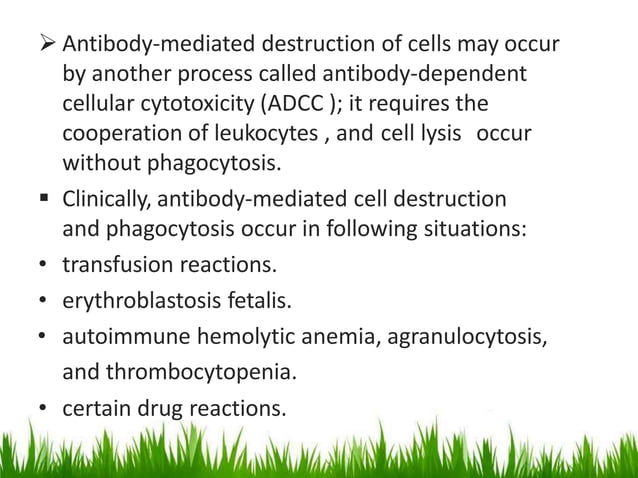 ➢ Antibody-mediated destruction of cells may occur
by another process called antibody-dependent
cellular cytotoxicity (ADCC ); it requires the
cooperation of leukocytes , and cell lysis occur
without phagocytosis.
▪ Clinically, antibody-mediated cell destruction
and phagocytosis occur in following situations:
• transfusion reactions.
• erythroblastosis fetalis.
• autoimmune hemolytic anemia, agranulocytosis,
and thrombocytopenia.
• certain drug reactions.